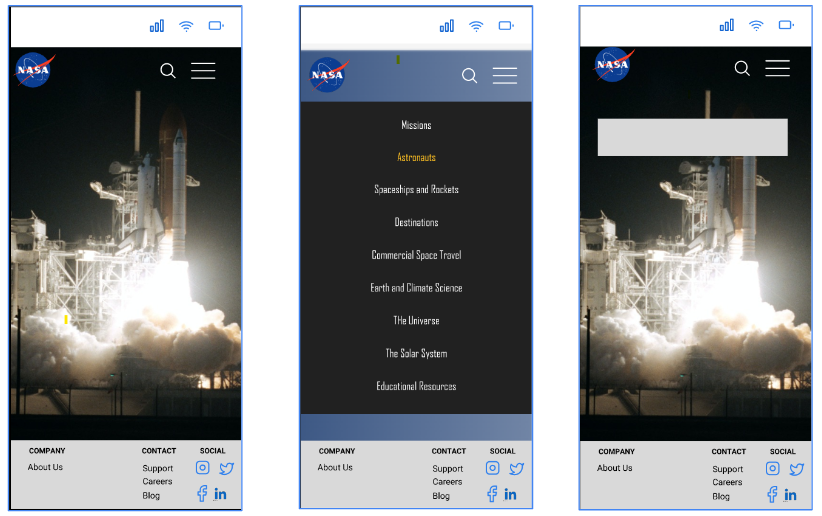 NASA
COMPANY CONTACT SOCIAL
About Us Support
Careers
Blog
NASA
Missions
Astronauts
Spaceships and Rockets
Destinations
Commercial Space Travel
Earth and Climate Science
THe Universe
The Solar System
Educational Resources
COMPANY CONTACT SOCIAL
About Us Support
Careers
Blog
NASA
COMPANY CONTACT SOCIAL
About Us Support
Careers
Blog